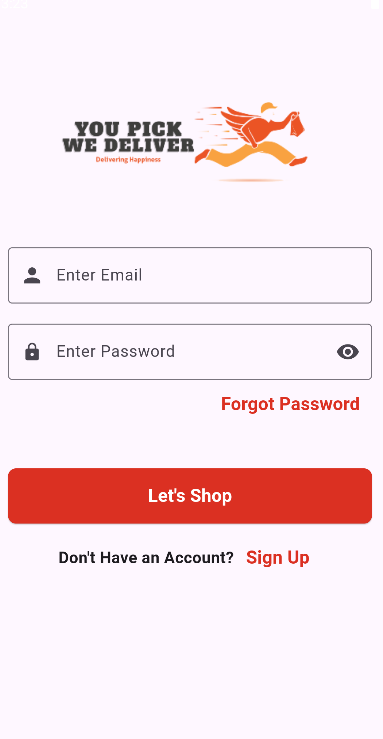 YOU PICK
WE DELIVER
Delivering Happiness
Enter Email
Enter Password
Forgot Password
Let's Shop
Don't Have an Account? Sign Up